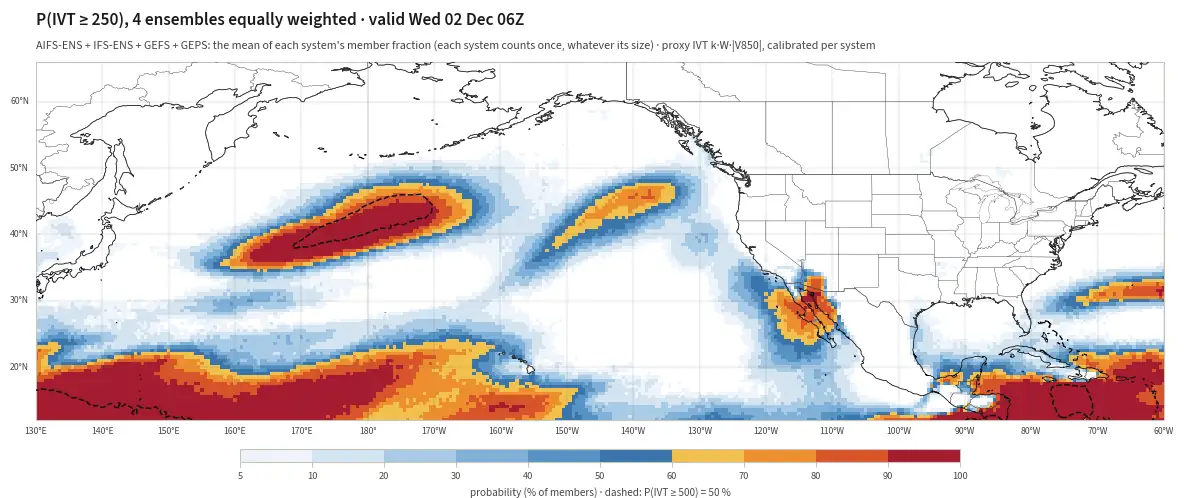 P(IVT ≥ 250), 4 ensembles equally weighted · valid Wed 02 Dec 06Z
AIFS-ENS + IFS-ENS + GEFS + GEPS: the mean of each system's member fraction (each system counts once, whatever its size) · proxy IVT k·W·|V850|, calibrated per system
60°N
50°N
40°N
30°N
20°N
130°E 140°E 150°E 160°E 170°E 180° 170°W 160°W 150°W 140°W 130°W 120°W 110°W 100°W 90°W 80°W 70°W 60°W
5 10 20 30 40 50 60 70 80 90 100
probability (% of members) · dashed: P(IVT ≥ 500) = 50 %